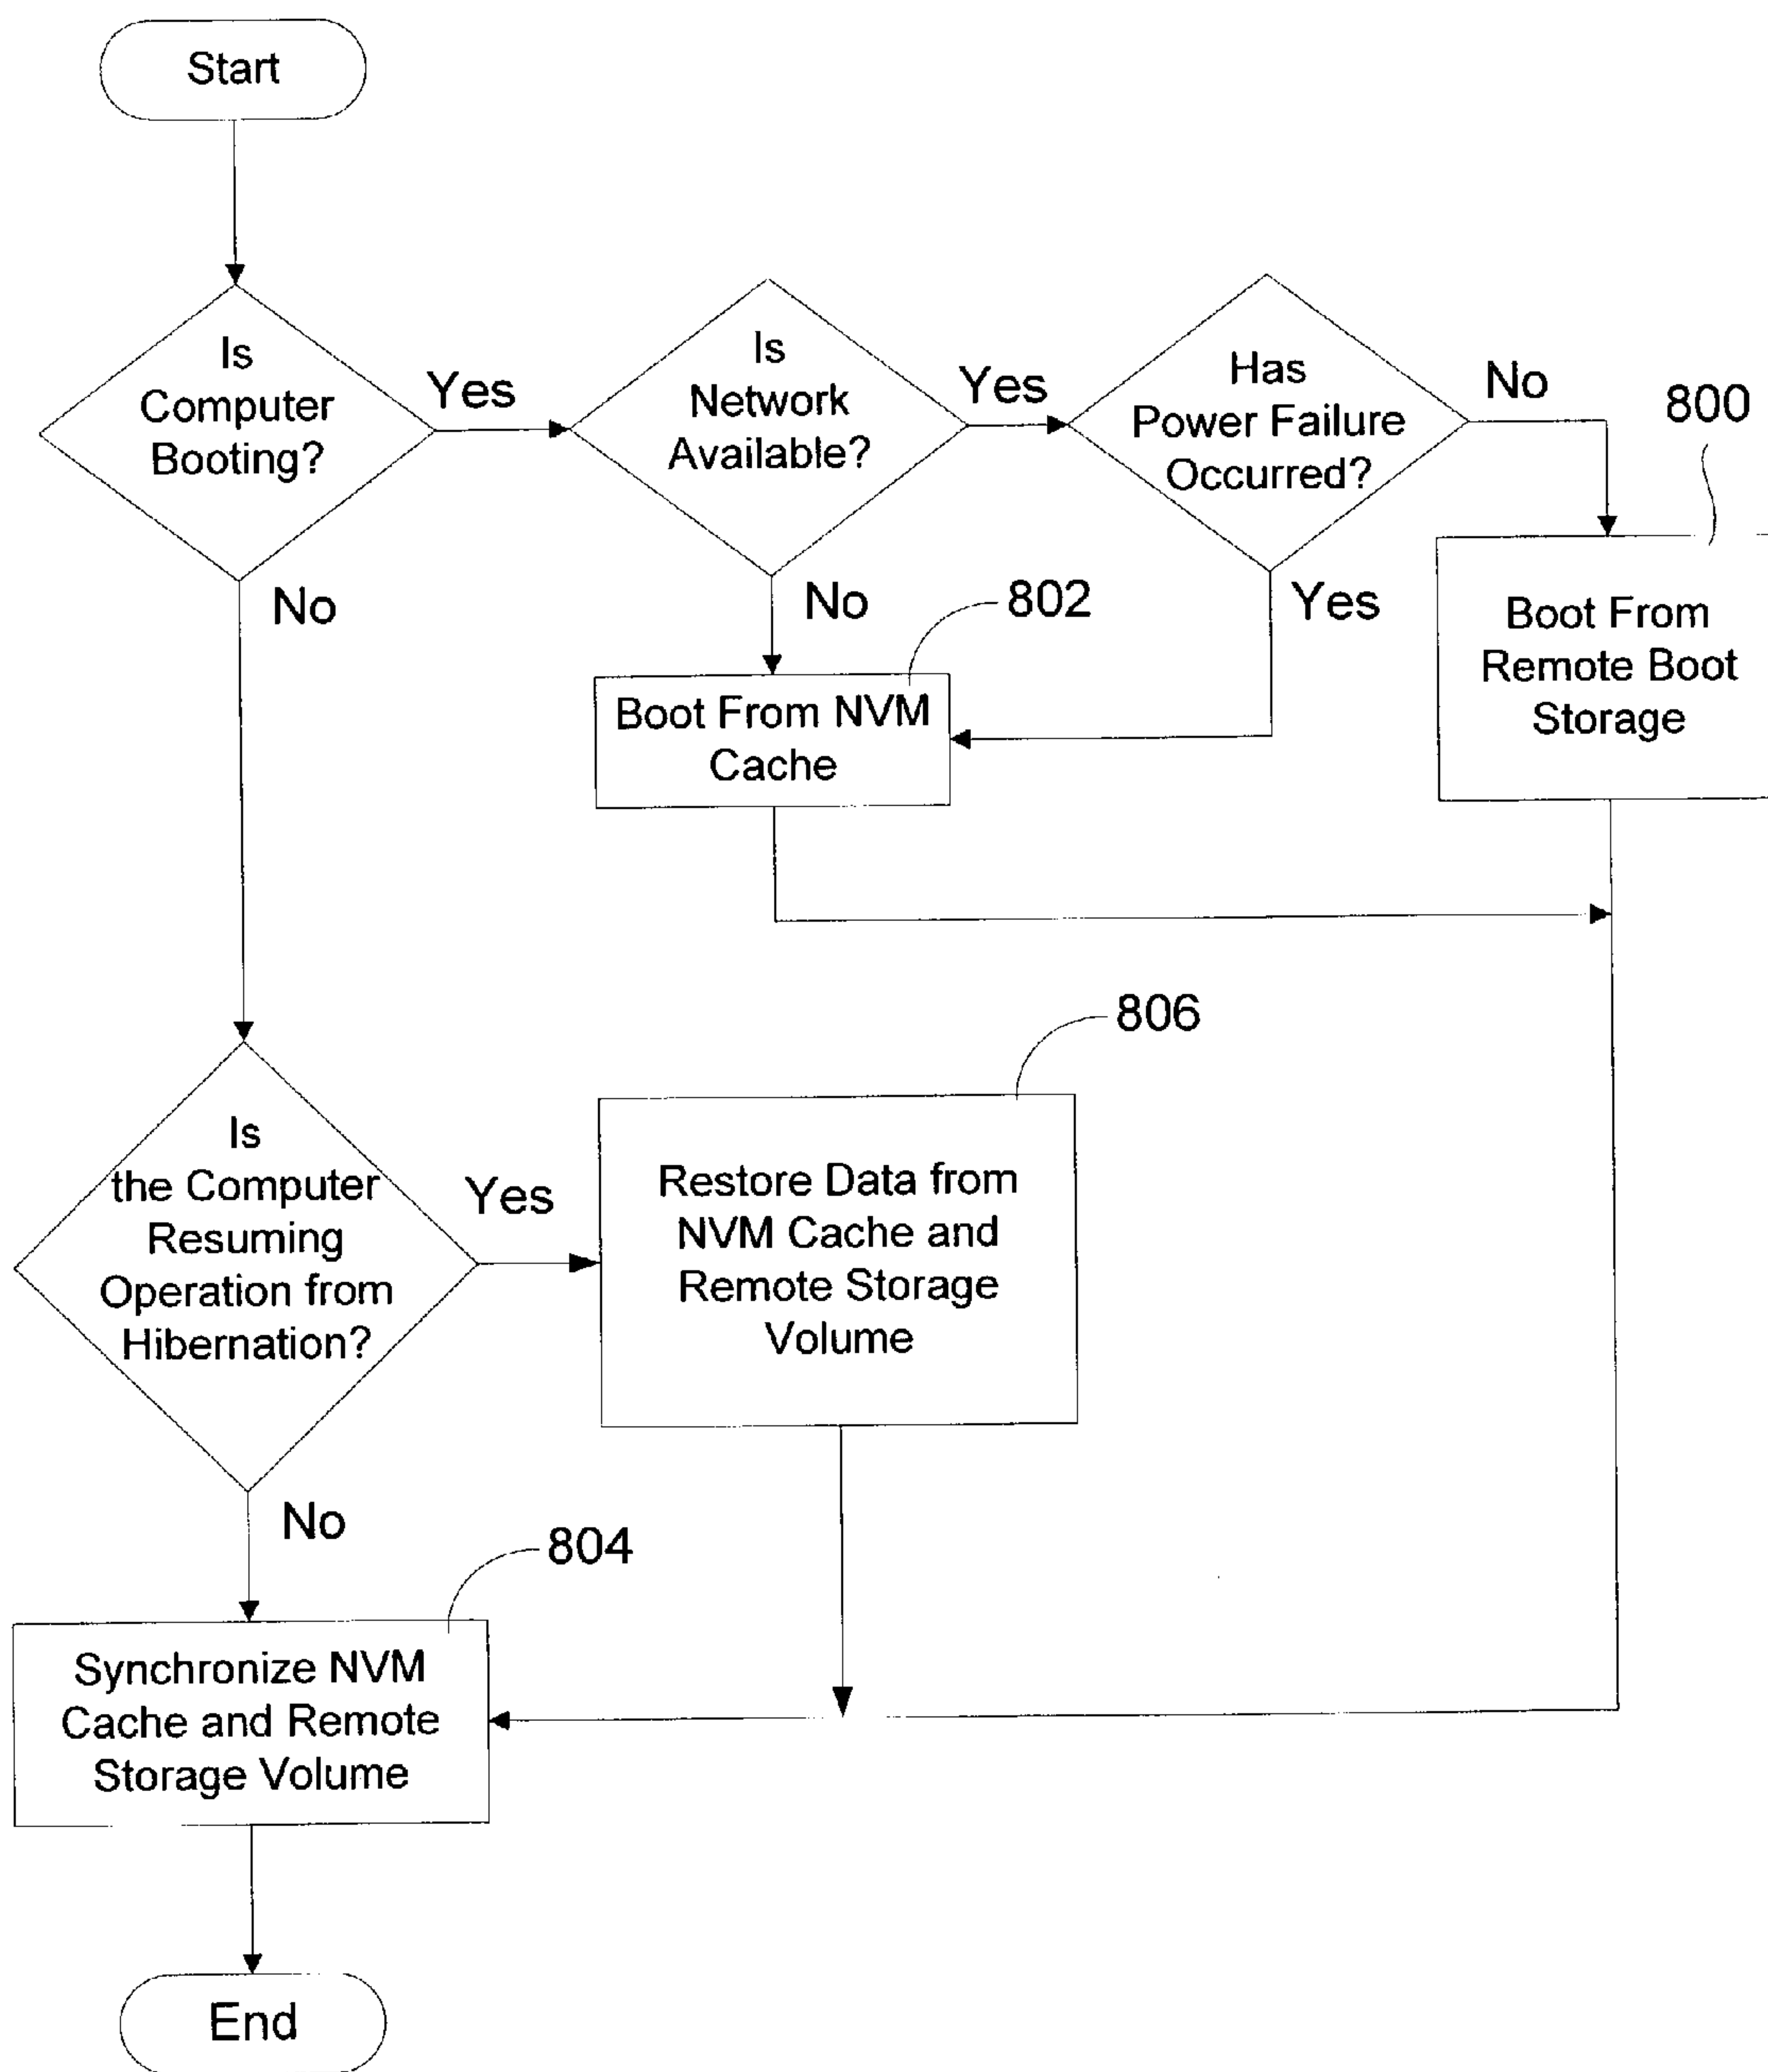 Start
Is
Computer
Booting?
Yes
No
Is
Network
Available?
Yes
No
Has
Power Failure
Occurred?
No
Yes
800
Boot From
Remote Boot
Storage
802
Boot From NVM
Cache
Is
the Computer
Resuming
Operation from
Hibernation?
Yes
No
806
Restore Data from
NVM Cache and
Remote Storage
Volume
804
Synchronize NVM
Cache and Remote
Storage Volume
End